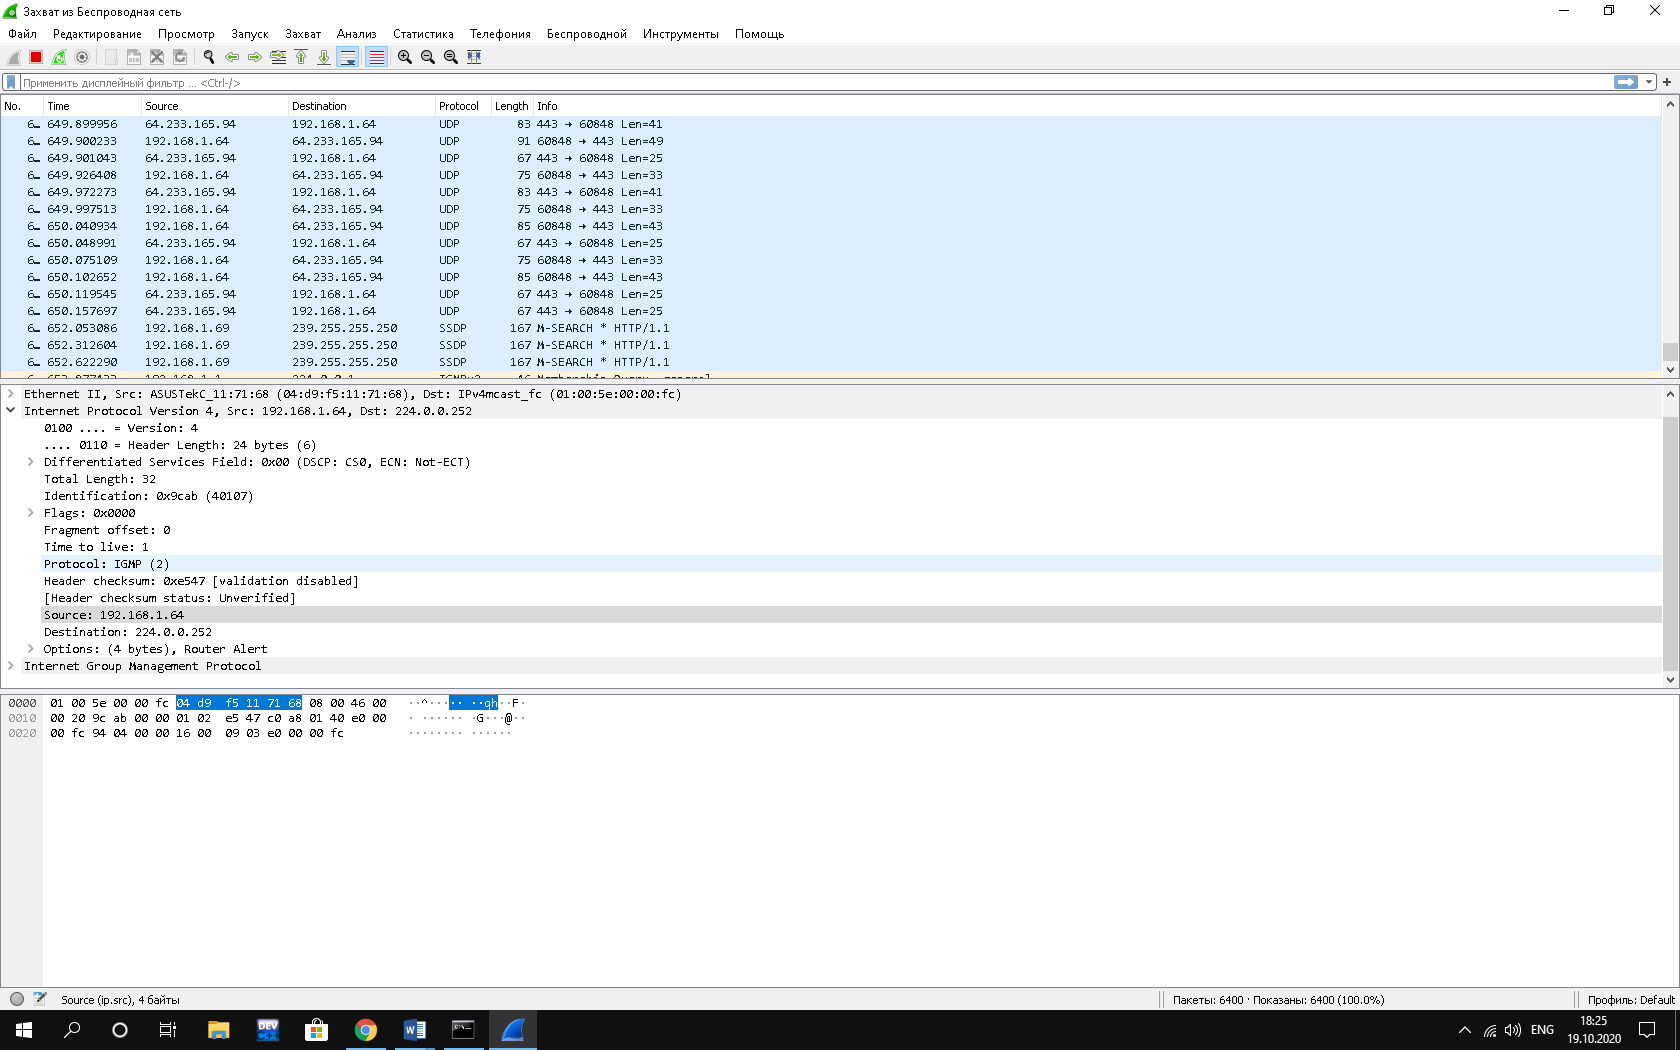 Захват из Беспроводная сеть
Файл Редактирование Просмотр Запуск Захват Анализ Статистика Телефония Беспроводной Инструменты Помощь
Применить дисплейный фильтр ... <Ctrl-/>
No. Time Source Destination Protocol Length Info
6… 649.899956 64.233.165.94 192.168.1.64 UDP 83 443 → 60848 Len=41
6… 649.900233 192.168.1.64 64.233.165.94 UDP 91 60848 → 443 Len=49
6… 649.901043 64.233.165.94 192.168.1.64 UDP 67 443 → 60848 Len=25
6… 649.926408 192.168.1.64 64.233.165.94 UDP 75 60848 → 443 Len=33
6… 649.972273 64.233.165.94 192.168.1.64 UDP 83 443 → 60848 Len=41
6… 649.997513 192.168.1.64 64.233.165.94 UDP 75 60848 → 443 Len=33
6… 650.040934 192.168.1.64 64.233.165.94 UDP 85 60848 → 443 Len=43
6… 650.048991 64.233.165.94 192.168.1.64 UDP 67 443 → 60848 Len=25
6… 650.075109 192.168.1.64 64.233.165.94 UDP 75 60848 → 443 Len=33
6… 650.102652 192.168.1.64 64.233.165.94 UDP 85 60848 → 443 Len=43
6… 650.119545 64.233.165.94 192.168.1.64 UDP 67 443 → 60848 Len=25
6… 650.157697 64.233.165.94 192.168.1.64 UDP 67 443 → 60848 Len=25
6… 652.053086 192.168.1.69 239.255.255.250 SSDP 167 M-SEARCH * HTTP/1.1
6… 652.312604 192.168.1.69 239.255.255.250 SSDP 167 M-SEARCH * HTTP/1.1
6… 652.622290 192.168.1.69 239.255.255.250 SSDP 167 M-SEARCH * HTTP/1.1
Ethernet II, Src: ASUSTekC_11:71:68 (04:d9:f5:11:71:68), Dst: IPv4mcast_fc (01:00:5e:00:00:fc)
Internet Protocol Version 4, Src: 192.168.1.64, Dst: 224.0.0.252
0100 .... = Version: 4
.... 0110 = Header Length: 24 bytes (6)
Differentiated Services Field: 0x00 (DSCP: CS0, ECN: Not-ECT)
Total Length: 32
Identification: 0x9cab (40107)
Flags: 0x0000
Fragment offset: 0
Time to live: 1
Protocol: IGMP (2)
Header checksum: 0xe547 [validation disabled]
[Header checksum status: Unverified]
Source: 192.168.1.64
Destination: 224.0.0.252
Options: (4 bytes), Router Alert
Internet Group Management Protocol
0000 01 00 5e 00 00 fc 04 d9 f5 11 71 68 08 00 46 00 ··^····· ··qh··F·
0010 00 20 9c ab 00 00 01 02 e5 47 c0 a8 01 40 e0 00 · ······ ·G···@··
0020 00 fc 94 04 00 00 16 00 09 03 e0 00 00 fc ········ ······
Source (ip.src), 4 байты Пакеты: 6400 · Показаны: 6400 (100.0%) Профиль: Default
DEV C++
ENG
18:25
19.10.2020